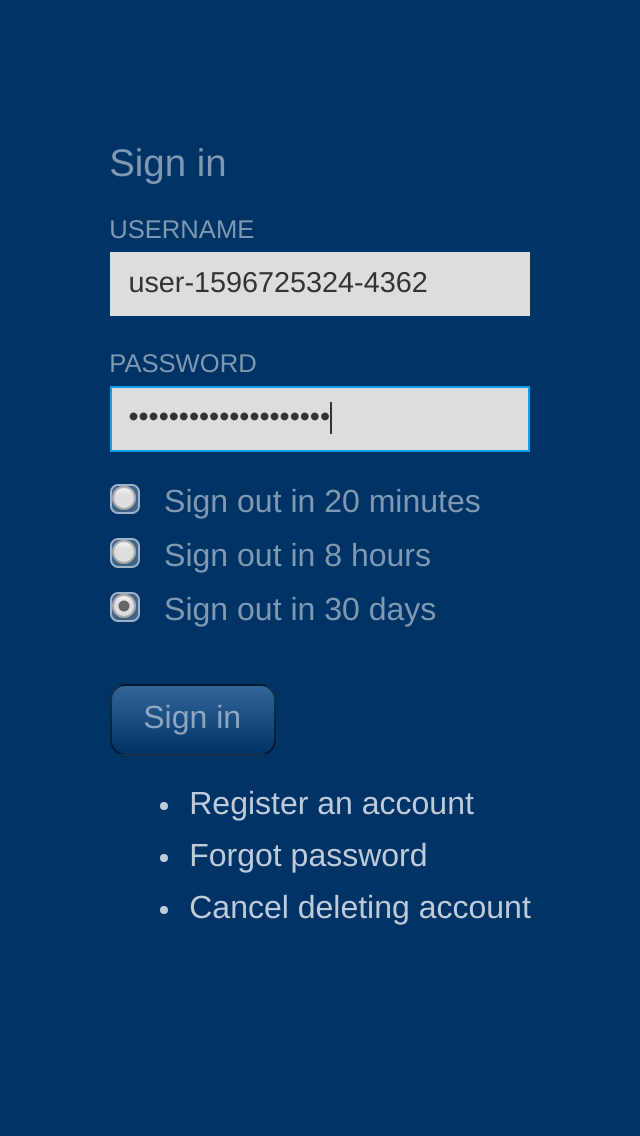 Sign in
USERNAME
user-1596725324-4362
PASSWORD
••••••••••••••••••••
Sign out in 20 minutes
Sign out in 8 hours
Sign out in 30 days
Sign in
• Register an account
• Forgot password
• Cancel deleting account